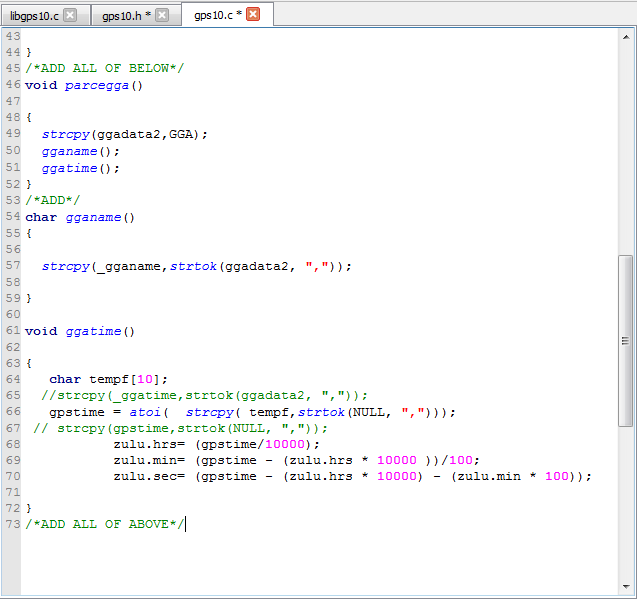 libgps10.c gps10.h * gps10.c *
43
44 }
45 /*ADD ALL OF BELOW*/
46 void parcegga()
47
48 {
49 strcpy(ggadata2,GGA);
50 gganame();
51 ggatime();
52 }
53 /*ADD*/
54 char gganame()
55 {
56
57 strcpy(_gganame,strtok(ggadata2, ","));
58
59 }
60
61 void ggatime()
62
63 {
64 char tempf[10];
65 //strcpy(_ggatime,strtok(ggadata2, ","));
66 gpstime = atoi( strcpy( tempf,strtok(NULL, ",")));
67 // strcpy(gpstime,strtok(NULL, ","));
68 zulu.hrs= (gpstime/10000);
69 zulu.min= (gpstime - (zulu.hrs * 10000 ))/100;
70 zulu.sec= (gpstime - (zulu.hrs * 10000) - (zulu.min * 100));
71
72 }
73 /*ADD ALL OF ABOVE*/